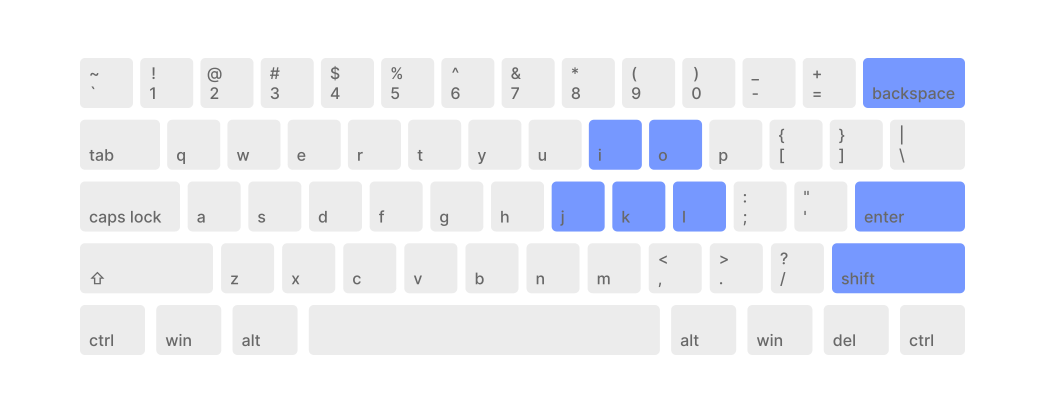 ~ ! @ # $ % ^ & * ( ) _ +
` 1 2 3 4 5 6 7 8 9 0 - = backspace
{ } |
tab q w e r t y u i o p [ ] \
: "
caps lock a s d f g h j k l ; ' enter
< > ?
⇧ z x c v b n m , . / shift
ctrl win alt alt win del ctrl